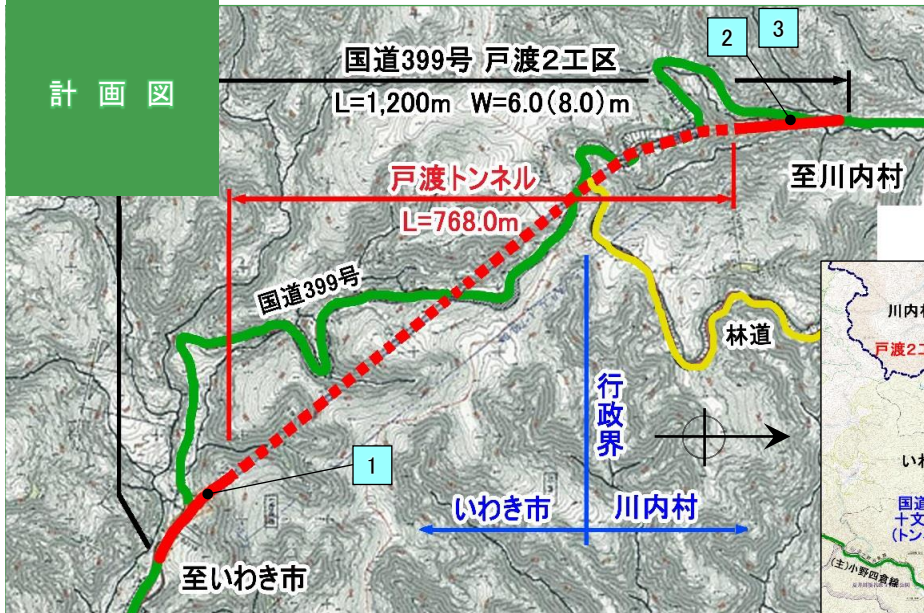 計画図
国道399号 戸渡2工区
L=1,200m W=6.0(8.0)m
2
3
戸渡トンネル
L=768.0m
至川内村
国道399号
林道
行政界
1
いわき市
川内村
至いわき市
川内村
戸渡2工
いわ
国道
十文
(トン
(主)小野四倉線